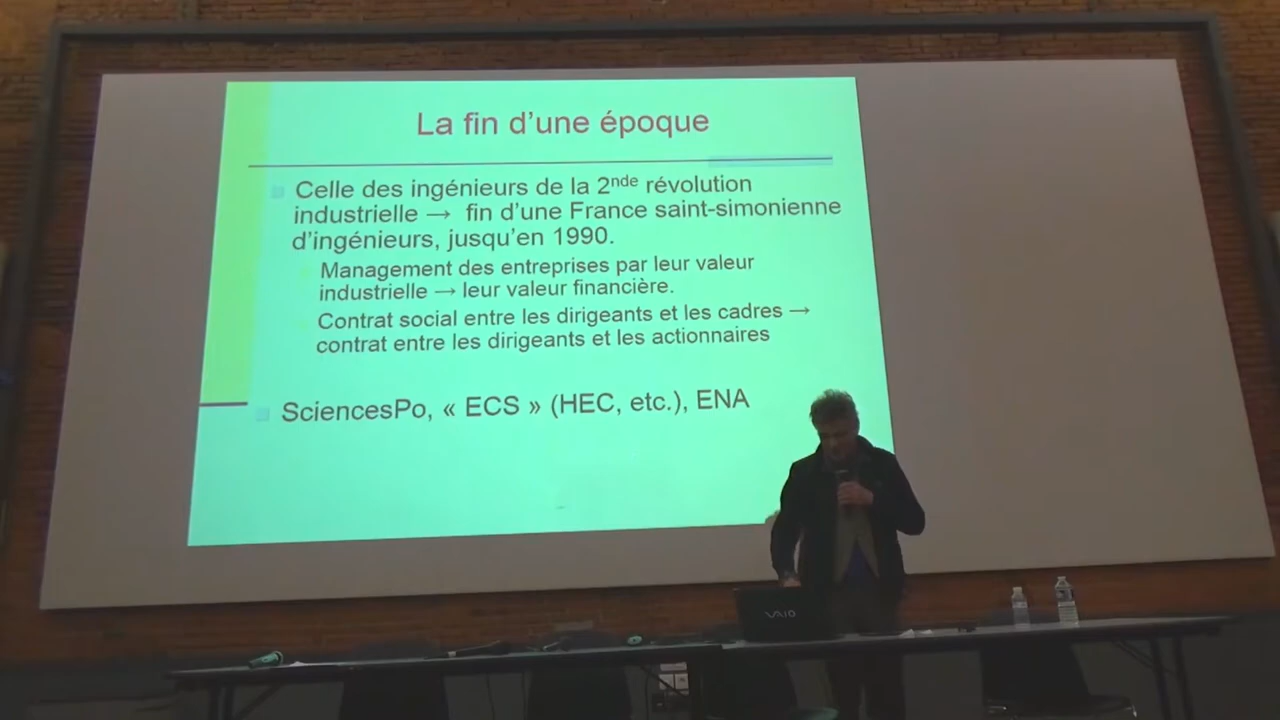 La fin d'une époque
Celle des ingénieurs de la 2nde révolution
industrielle → fin d'une France saint-simonienne
d'ingénieurs, jusqu'en 1990.
Management des entreprises par leur valeur
industrielle → leur valeur financière.
Contrat social entre les dirigeants et les cadres →
contrat entre les dirigeants et les actionnaires
SciencesPo, « ECS » (HEC, etc.), ENA
VAIO